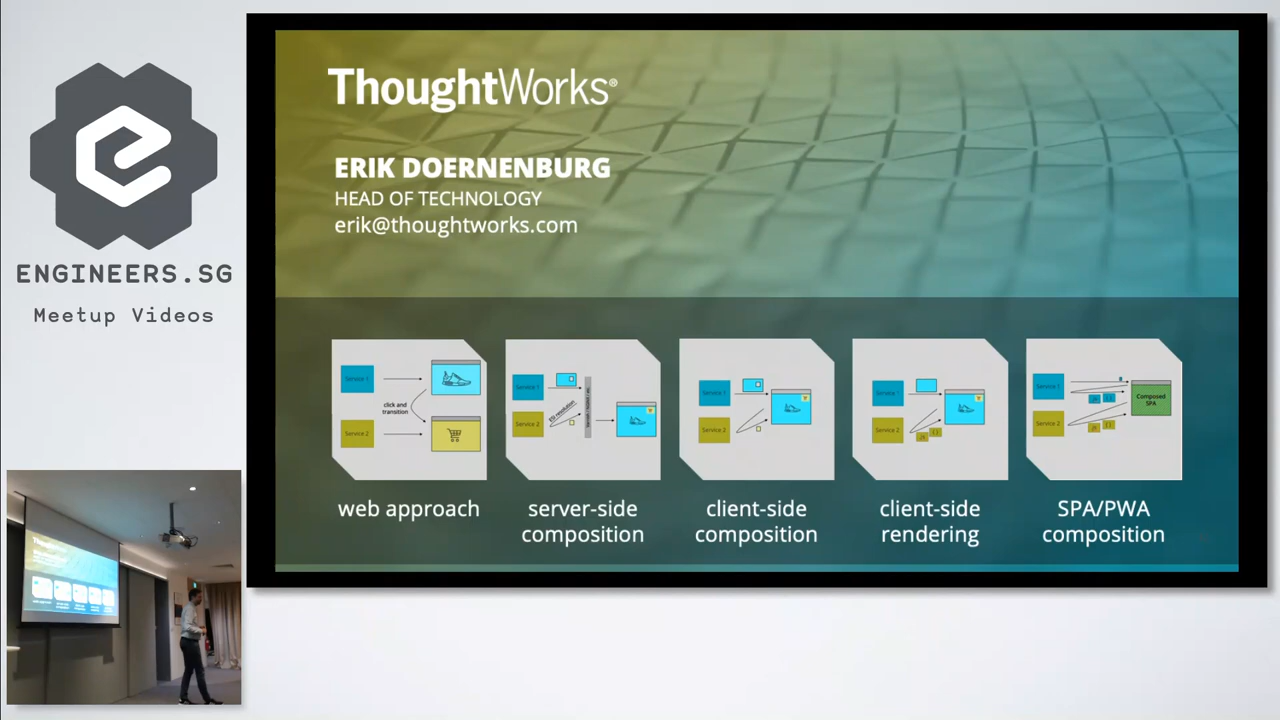 ENGINEERS.SG
Meetup Videos
ThoughtWorks®
ERIK DOERNENBURG
HEAD OF TECHNOLOGY
erik@thoughtworks.com
Service 1
click and
transition
Service 2
web approach
Service 1
ESI resolution
Service 2
server-side
composition
Service 1
Service 2
client-side
composition
Service 1
Service 2
client-side
rendering
Service 1
Service 2
Composed
SPA
SPA/PWA
composition